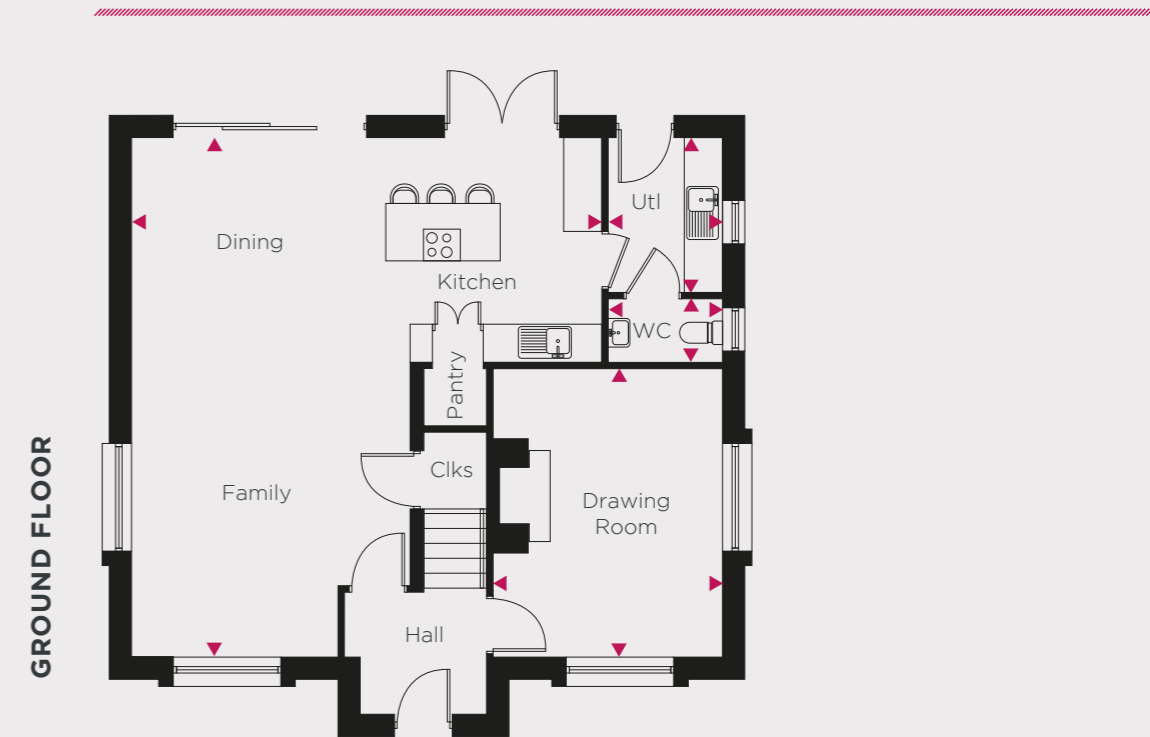 GROUND FLOOR
Utl
Dining
Kitchen
WC
Pantry
Clks
Family
Drawing
Room
Hall